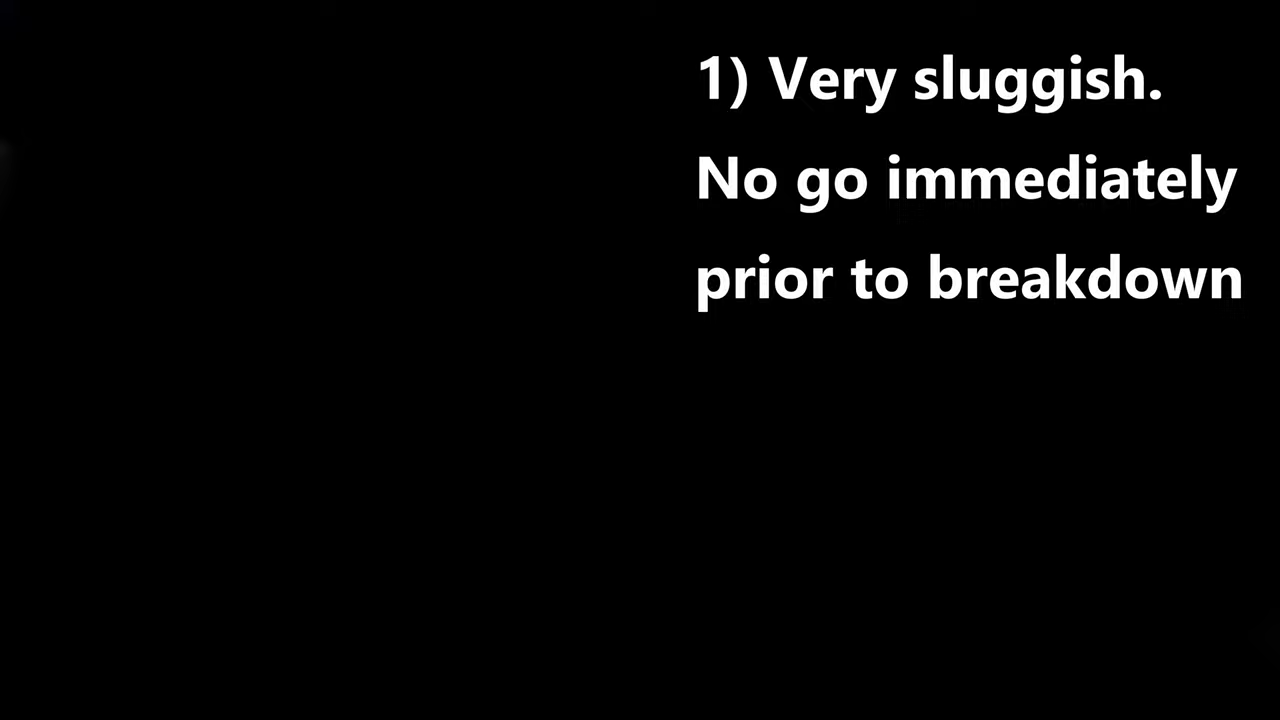 1) Very sluggish.
No go immediately
prior to breakdown